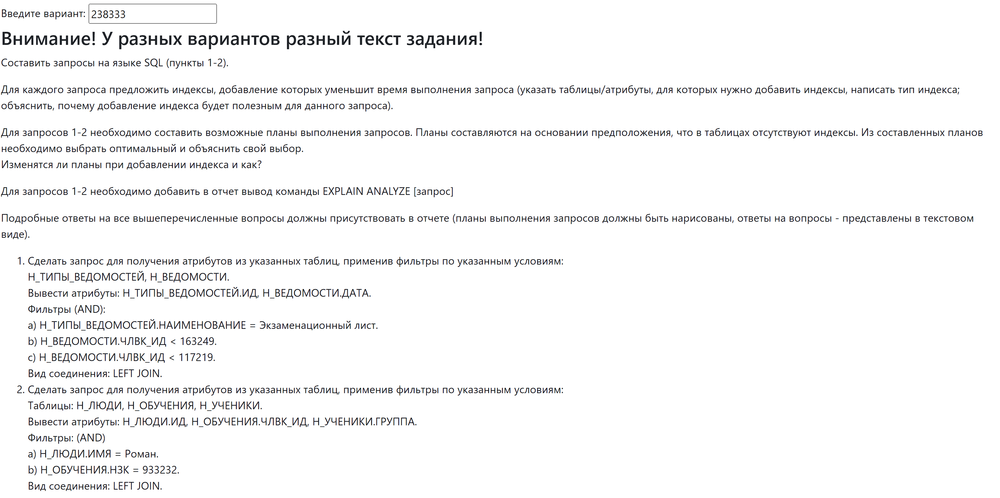 Введите вариант: 238333
Внимание! У разных вариантов разный текст задания!
Составить запросы на языке SQL (пункты 1-2).
Для каждого запроса предложить индексы, добавление которых уменьшит время выполнения запроса (указать таблицы/атрибуты, для которых нужно добавить индексы, написать тип индекса;
объяснить, почему добавление индекса будет полезным для данного запроса).
Для запросов 1-2 необходимо составить возможные планы выполнения запросов. Планы составляются на основании предположения, что в таблицах отсутствуют индексы. Из составленных планов
необходимо выбрать оптимальный и объяснить свой выбор.
Изменятся ли планы при добавлении индекса и как?
Для запросов 1-2 необходимо добавить в отчет вывод команды EXPLAIN ANALYZE [запрос]
Подробные ответы на все вышеперечисленные вопросы должны присутствовать в отчете (планы выполнения запросов должны быть нарисованы, ответы на вопросы - представлены в текстовом
виде).
1. Сделать запрос для получения атрибутов из указанных таблиц, применив фильтры по указанным условиям:
Н_ТИПЫ_ВЕДОМОСТЕЙ, Н_ВЕДОМОСТИ.
Вывести атрибуты: Н_ТИПЫ_ВЕДОМОСТЕЙ.ИД, Н_ВЕДОМОСТИ.ДАТА.
Фильтры (AND):
a) Н_ТИПЫ_ВЕДОМОСТЕЙ.НАИМЕНОВАНИЕ = Экзаменационный лист.
b) Н_ВЕДОМОСТИ.ЧЛВК_ИД < 163249.
c) Н_ВЕДОМОСТИ.ЧЛВК_ИД < 117219.
Вид соединения: LEFT JOIN.
2. Сделать запрос для получения атрибутов из указанных таблиц, применив фильтры по указанным условиям:
Таблицы: Н_ЛЮДИ, Н_ОБУЧЕНИЯ, Н_УЧЕНИКИ.
Вывести атрибуты: Н_ЛЮДИ.ИД, Н_ОБУЧЕНИЯ.ЧЛВК_ИД, Н_УЧЕНИКИ.ГРУППА.
Фильтры: (AND)
a) Н_ЛЮДИ.ИМЯ = Роман.
b) Н_ОБУЧЕНИЯ.НЗК = 933232.
Вид соединения: LEFT JOIN.